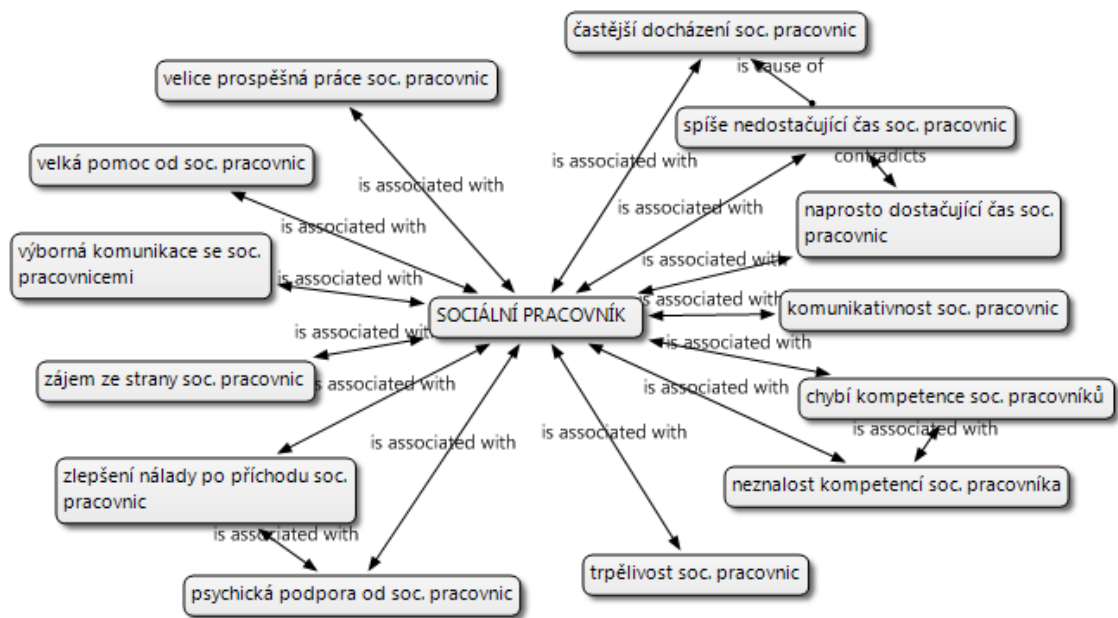 častější docházení soc. pracovnic
is cause of
velice prospěšná práce soc. pracovnic
spíše nedostačující čas soc. pracovnic
contradicts
velká pomoc od soc. pracovnic
is associated with
is associated with
is associated with
is associated with
naprosto dostačující čas soc.
pracovnic
výborná komunikace se soc.
pracovnicemi
is associated with
is associated with
is associated with
SOCIÁLNÍ PRACOVNÍK
komunikativnost soc. pracovnic
is associated with
is associated with
zájem ze strany soc. pracovnic
is associated with
is associated with
chybí kompetence soc. pracovníků
is associated with
is associated with
is associated with
zlepšení nálady po příchodu soc.
pracovnic
neznalost kompetencí soc. pracovníka
is associated with
psychická podpora od soc. pracovnic
trpělivost soc. pracovnic